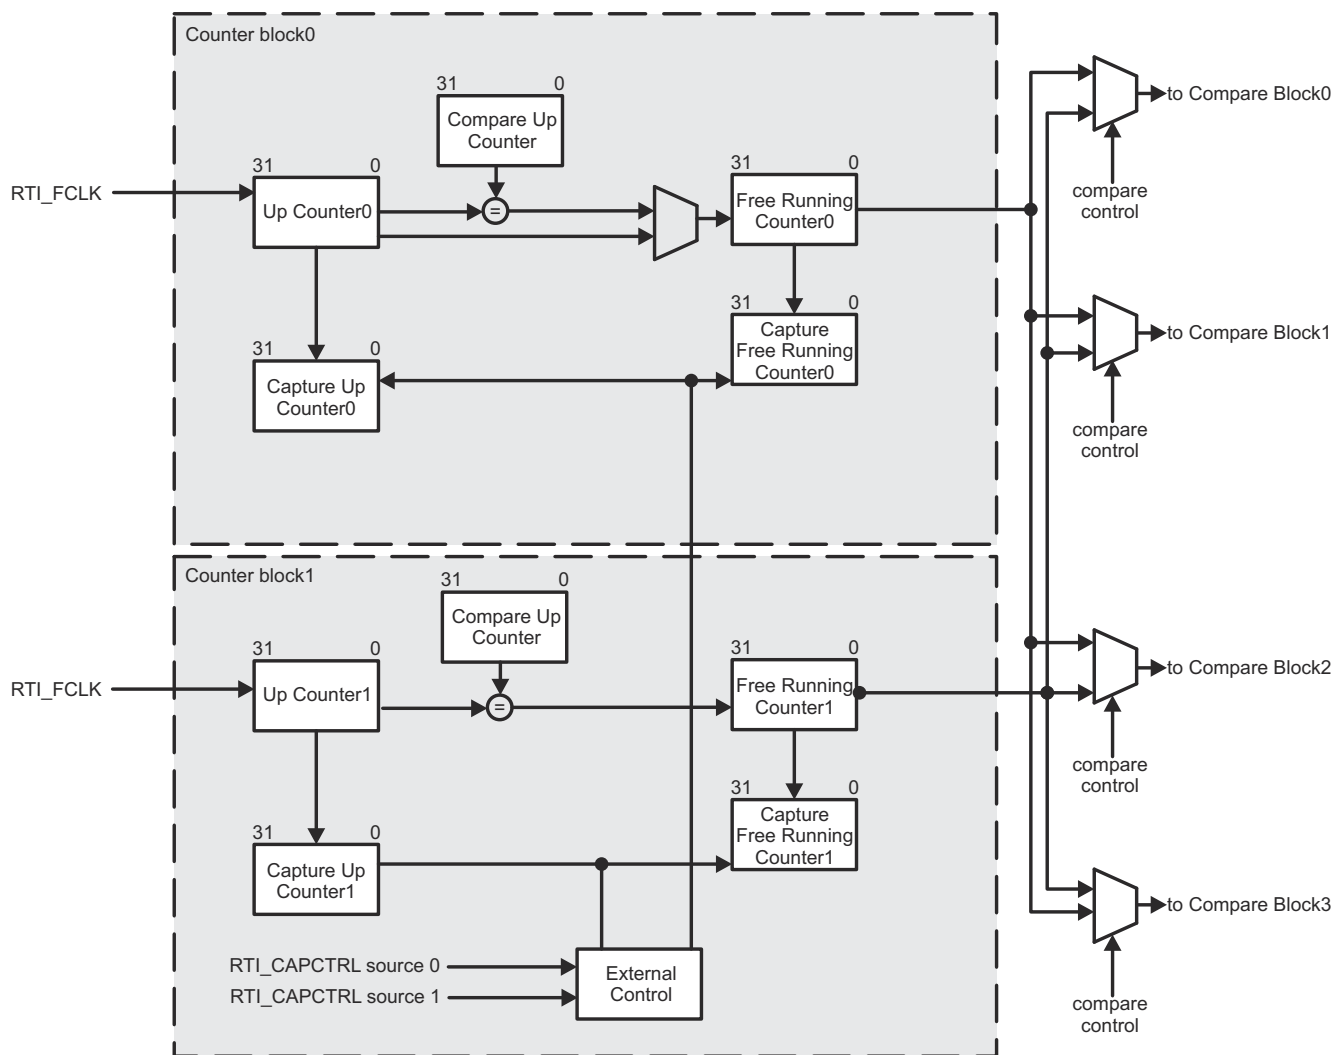 Counter block0
31 0
Compare Up
Counter
to Compare Block0
RTI_FCLK
31 0
Up Counter0
=
31 0
Free Running
Counter0
compare
control
31 0
Capture
Free Running
Counter0
to Compare Block1
31 0
Capture Up
Counter0
compare
control
Counter block1
31 0
Compare Up
Counter
RTI_FCLK
31 0
Up Counter1
=
31 0
Free Running
Counter1
to Compare Block2
compare
control
31 0
Capture
Free Running
Counter1
31 0
Capture Up
Counter1
to Compare Block3
RTI_CAPCTRL source 0
RTI_CAPCTRL source 1
External
Control
compare
control